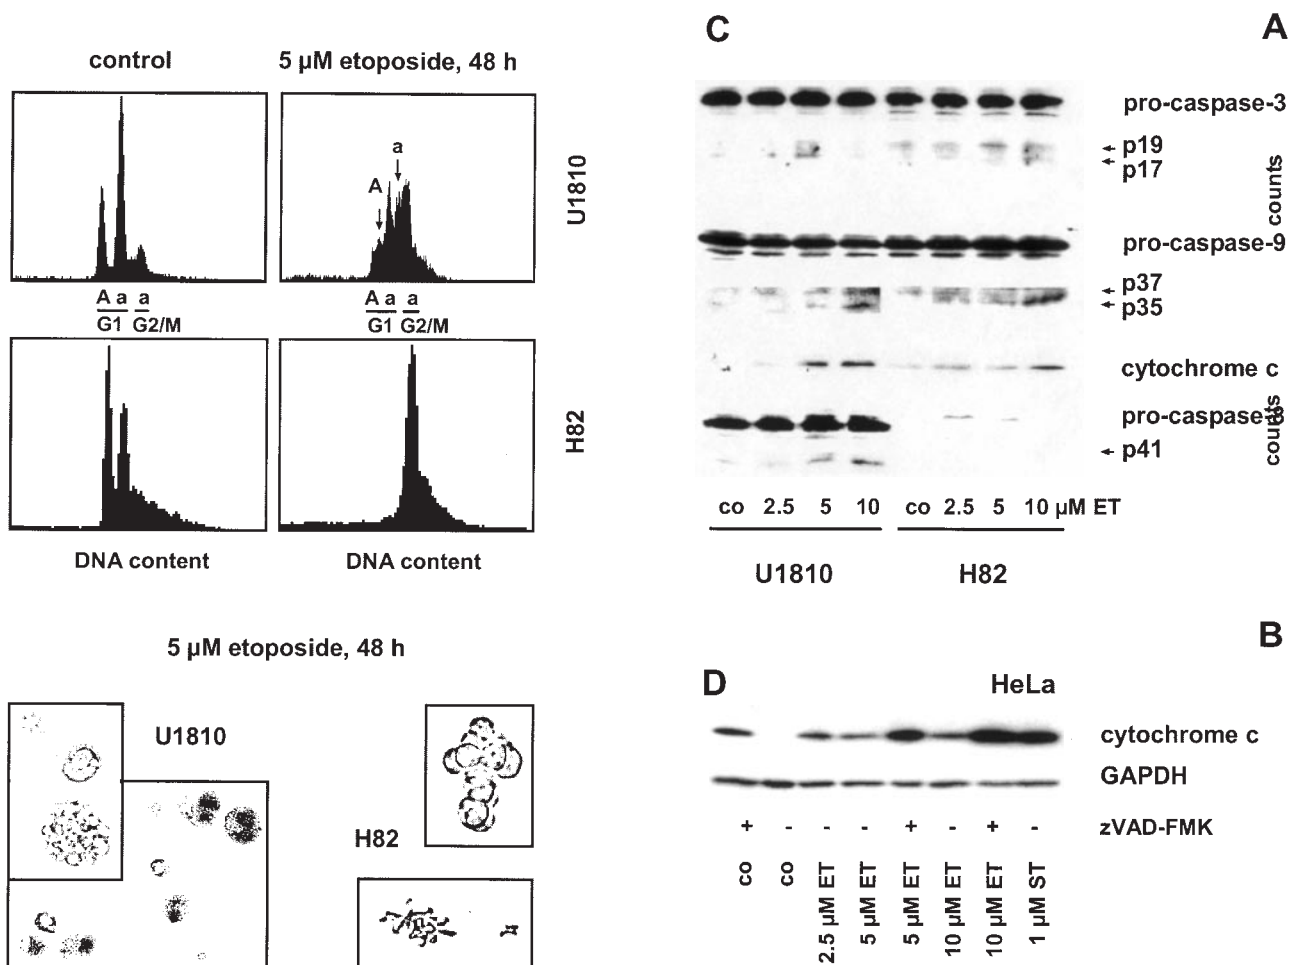 C
A
control
5 µM etoposide, 48 h
a
A
U1810
A a a
G1 G2/M
A a a
G1 G2/M
H82
DNA content
DNA content
pro-caspase-3
p19
p17
counts
pro-caspase-9
p37
p35
cytochrome c
pro-caspase-8
counts
p41
co 2.5 5 10 co 2.5 5 10 µM ET
U1810 H82
5 µM etoposide, 48 h
U1810
H82
B
D
HeLa
cytochrome c
GAPDH
+ - - - + - + - zVAD-FMK
co
co
2.5 µM ET
5 µM ET
5 µM ET
10 µM ET
10 µM ET
1 µM ST